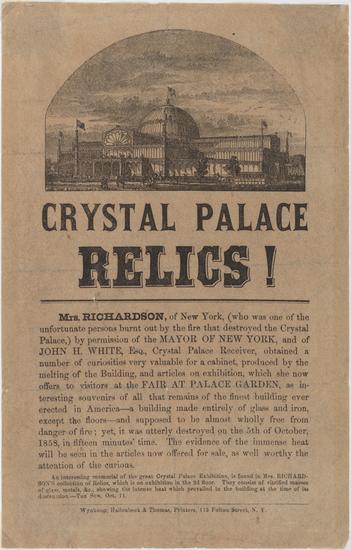 CRYSTAL PALACE
RELICS!
Mrs. RICHARDSON, of New York, (who was one of the
unfortunate persons burnt out by the fire that destroyed the Crystal
Palace,) by permission of the MAYOR OF NEW YORK, and of
JOHN H. WHITE, Esq., Crystal Palace Receiver, obtained a
number of curiosities very valuable for a cabinet, produced by the
melting of the Building, and articles on exhibition, which she now
offers to visitors at the FAIR AT PALACE GARDEN, as in-
teresting souvenirs of all that remains of the finest building ever
erected in America—a building made entirely of glass and iron,
except the floors—and supposed to be almost wholly free from
danger of fire; yet, it was utterly destroyed on the 5th of October,
1858, in fifteen minutes' time. The evidence of the immense heat
will be seen in the articles now offered for sale, as well worthy the
attention of the curious.
An interesting memorial of the great Crystal Palace Exhibition, is found in Mrs. RICHARD-
SON's collection of Relics, which is on exhibition in the 2d floor. They consist of vitrified masses
of glass, metals, &c., showing the intense heat which prevailed in the building at the time of its
destruction.—THE SUN, Oct. 11.
Wynkoop, Hallenbeck & Thomas, Printers, 113 Fulton Street, N. Y.